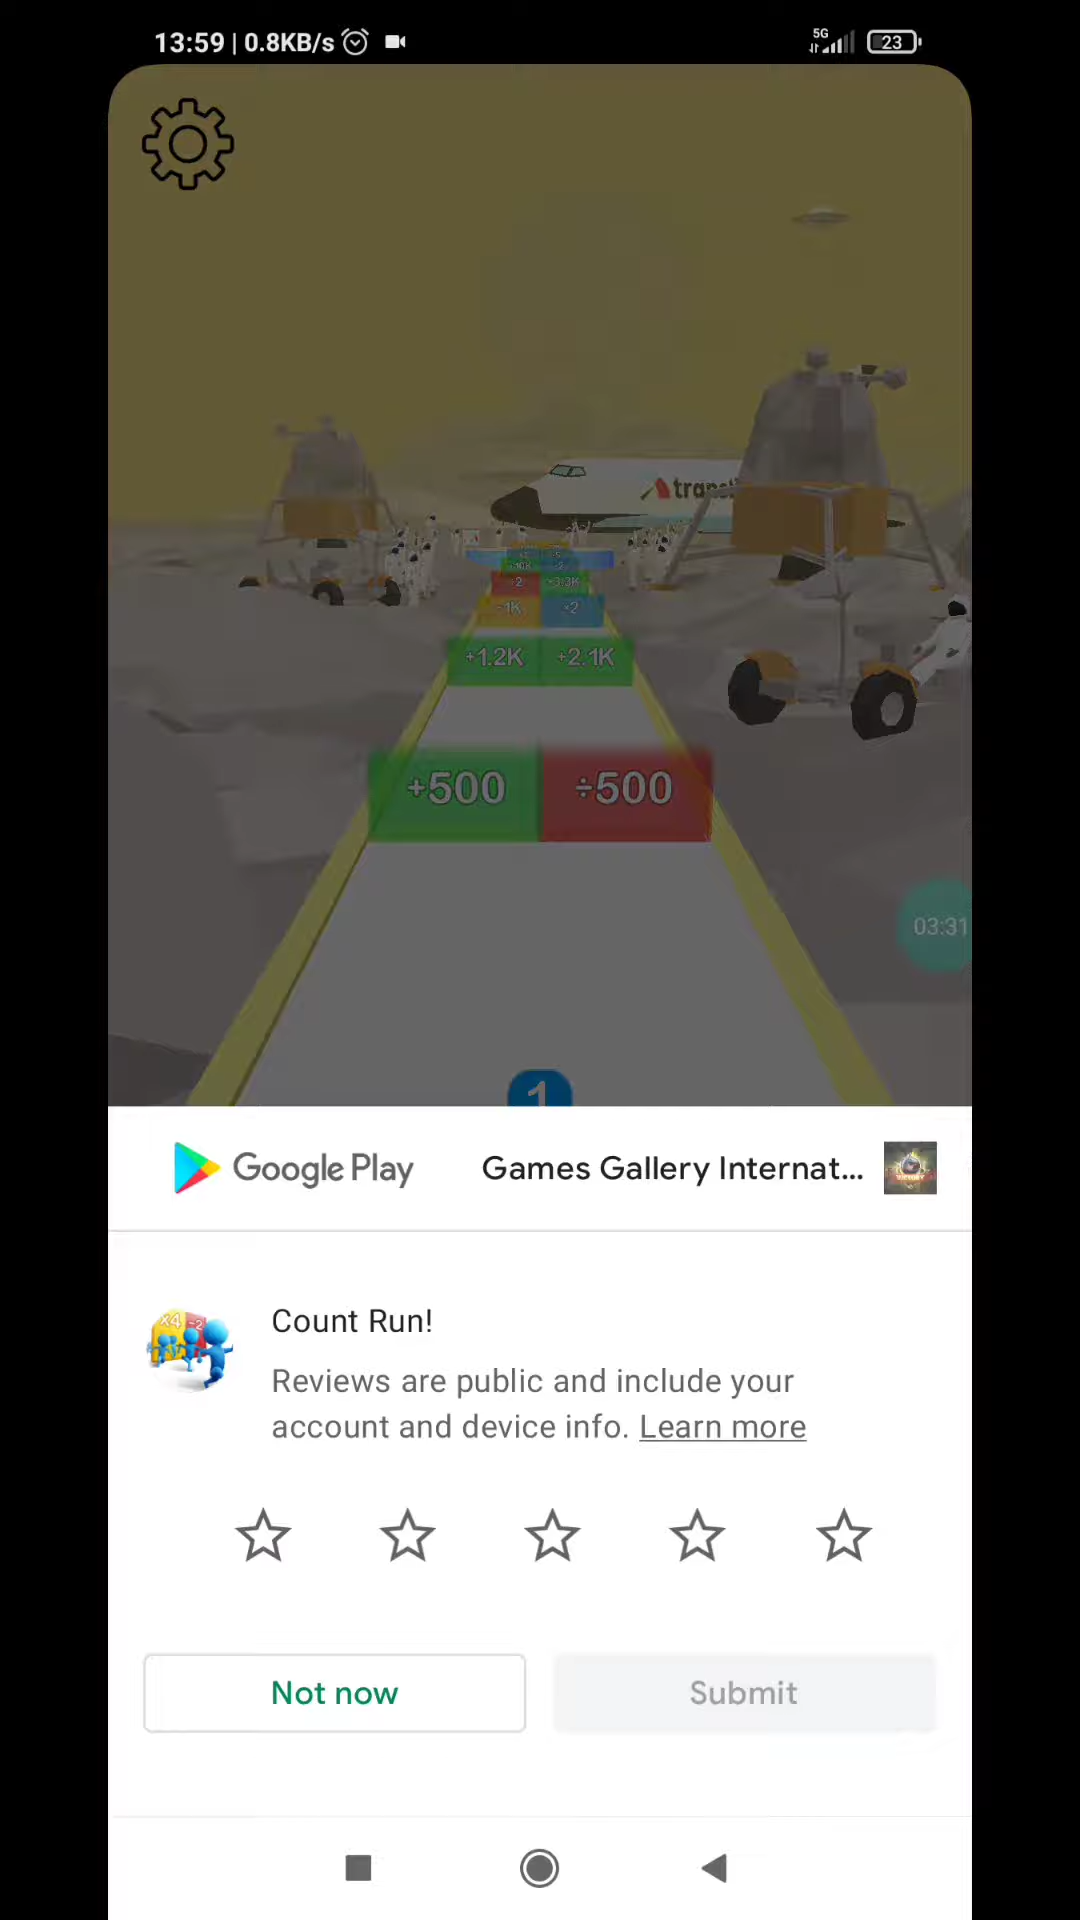 13:59 | 0.8KB/s
5G
23
+1.2K +2.1K
+500 ÷500
03:31
1
Google Play Games Gallery Internat...
Count Run!
Reviews are public and include your
account and device info. Learn more
Not now Submit